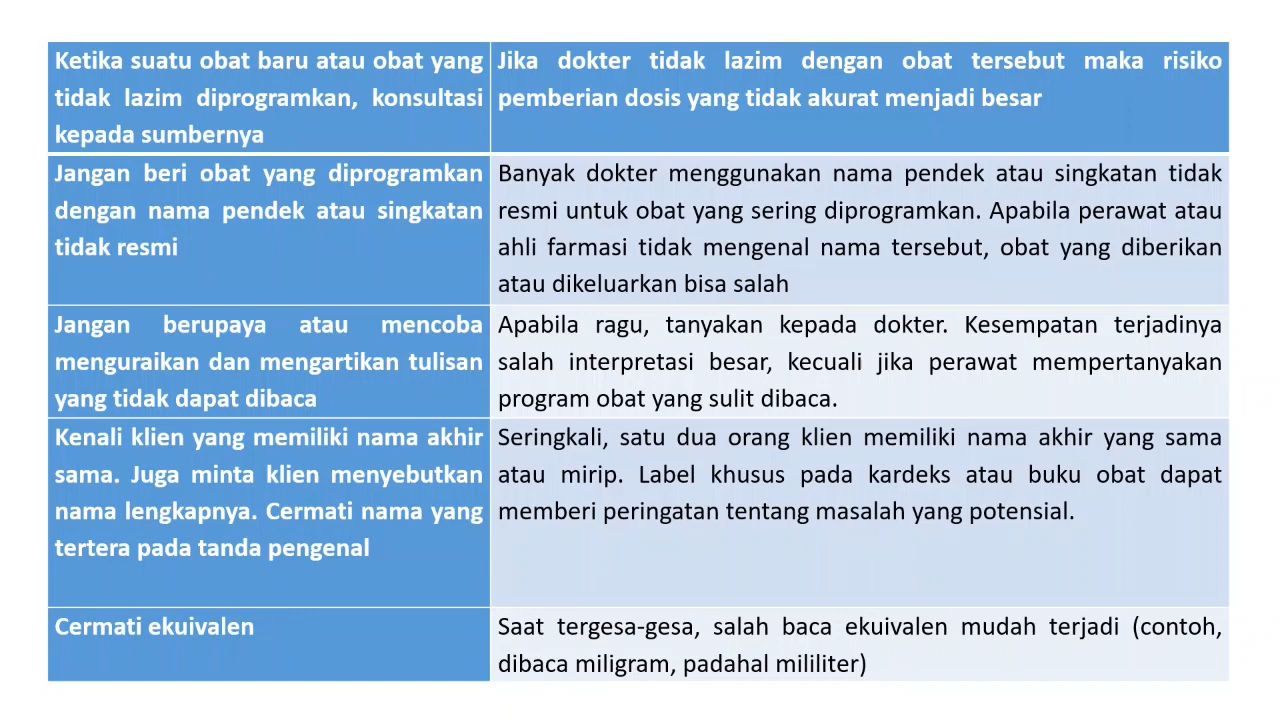 Ketika suatu obat baru atau obat yang
tidak lazim diprogramkan, konsultasi
kepada sumbernya
Jika dokter tidak lazim dengan obat tersebut maka risiko
pemberian dosis yang tidak akurat menjadi besar
Jangan beri obat yang diprogramkan
dengan nama pendek atau singkatan
tidak resmi
Banyak dokter menggunakan nama pendek atau singkatan tidak
resmi untuk obat yang sering diprogramkan. Apabila perawat atau
ahli farmasi tidak mengenal nama tersebut, obat yang diberikan
atau dikeluarkan bisa salah
Jangan berupaya atau mencoba
menguraikan dan mengartikan tulisan
yang tidak dapat dibaca
Apabila ragu, tanyakan kepada dokter. Kesempatan terjadinya
salah interpretasi besar, kecuali jika perawat mempertanyakan
program obat yang sulit dibaca.
Kenali klien yang memiliki nama akhir
sama. Juga minta klien menyebutkan
nama lengkapnya. Cermati nama yang
tertera pada tanda pengenal
Seringkali, satu dua orang klien memiliki nama akhir yang sama
atau mirip. Label khusus pada kardeks atau buku obat dapat
memberi peringatan tentang masalah yang potensial.
Cermati ekuivalen
Saat tergesa-gesa, salah baca ekuivalen mudah terjadi (contoh,
dibaca miligram, padahal mililiter)